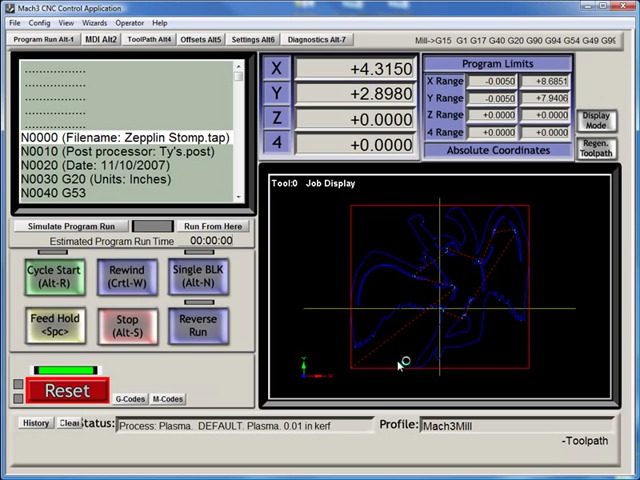 Mach3 CNC Control Application
File Config View Wizards Operator Help
Program Run Alt-1 MDI Alt2 ToolPath Alt4 Offsets Alt5 Settings Alt6 Diagnostics Alt-7 Mill->G15 G1 G17 G40 G20 G90 G94 G54 G49 G99
X +4.3150
Y +2.8980
Z +0.0000
4 +0.0000
Program Limits
X Range -0.0050 +8.6851
Y Range -0.0050 +7.9406
Z Range +0.0000 +0.0000
4 Range +0.0000 +0.0000
Absolute Coordinates
Display Mode
Regen. Toolpath
N0000 (Filename: Zepplin Stomp.tap)
N0010 (Post processor: Ty's.post)
N0020 (Date: 11/10/2007)
N0030 G20 (Units: Inches)
N0040 G53
Tool:0 Job Display
Simulate Program Run Run From Here
Estimated Program Run Time 00:00:00
Cycle Start (Alt-R)
Rewind (Crtl-W)
Single BLK (Alt-N)
Feed Hold <Spc>
Stop (Alt-S)
Reverse Run
Reset
G-Codes M-Codes
History Clear Status: Process: Plasma. DEFAULT. Plasma. 0.01 in kerf Profile: Mach3Mill
-Toolpath